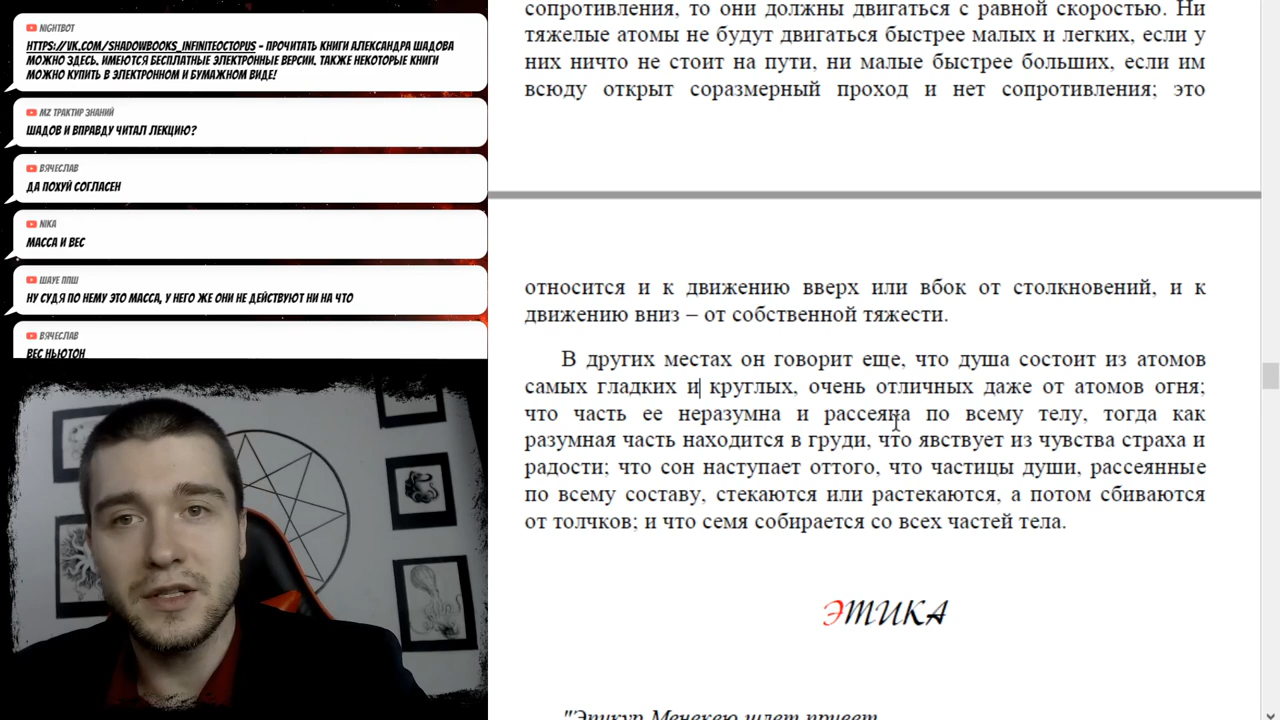 NIGHTBOT
HTTPS://VK.COM/SHADOWBOOKS_INFINITEOCTOPUS - ПРОЧИТАТЬ КНИГИ АЛЕКСАНДРА ШАДОВА
МОЖНО ЗДЕСЬ. ИМЕЮТСЯ БЕСПЛАТНЫЕ ЭЛЕКТРОННЫЕ ВЕРСИИ. ТАКЖЕ НЕКОТОРЫЕ КНИГИ
МОЖНО КУПИТЬ В ЭЛЕКТРОННОМ И БУМАЖНОМ ВИДЕ!
MZ ТРАКТИР ЗНАНИЙ
ШАДОВ И ВПРАВДУ ЧИТАЛ ЛЕКЦИЮ?
ВЯЧЕСЛАВ
ДА ПОХУЙ СОГЛАСЕН
NIKA
МАССА И ВЕС
ШАУЕ ППШ
НУ СУДЯ ПО НЕМУ ЭТО МАССА, У НЕГО ЖЕ ОНИ НЕ ДЕЙСТВУЮТ НИ НА ЧТО
ВЯЧЕСЛАВ
ВЕС НЬЮТОН
сопротивления, то они должны двигаться с равной скоростью. Ни
тяжелые атомы не будут двигаться быстрее малых и легких, если у
них ничто не стоит на пути, ни малые быстрее больших, если им
всюду открыт соразмерный проход и нет сопротивления; это
относится и к движению вверх или вбок от столкновений, и к
движению вниз – от собственной тяжести.
В других местах он говорит еще, что душа состоит из атомов
самых гладких и круглых, очень отличных даже от атомов огня;
что часть ее неразумна и рассеяна по всему телу, тогда как
разумная часть находится в груди, что явствует из чувства страха и
радости; что сон наступает оттого, что частицы души, рассеянные
по всему составу, стекаются или растекаются, а потом сбиваются
от толчков; и что семя собирается со всех частей тела.
ЭТИКА
"Эпикур Менекею шлет привет